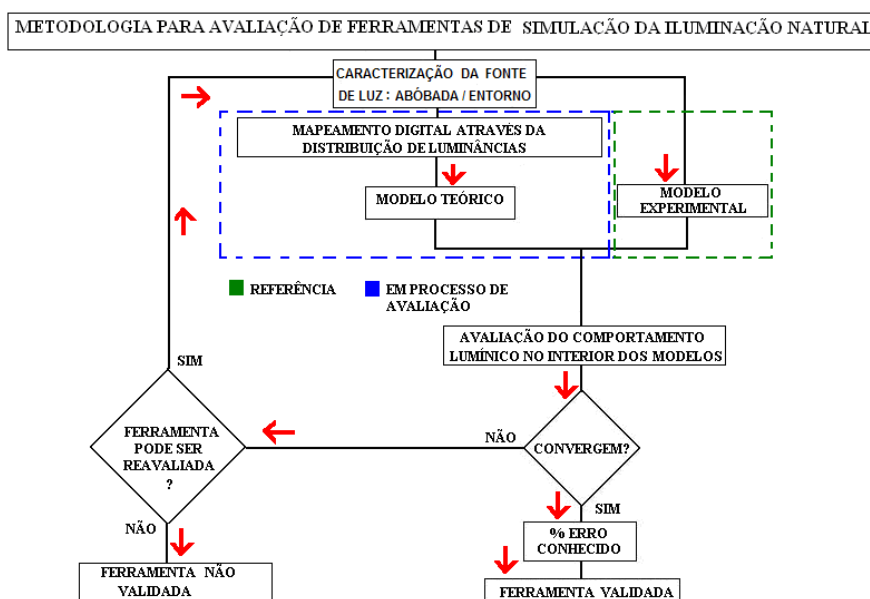 METODOLOGIA PARA AVALIAÇÃO DE FERRAMENTAS DE SIMULAÇÃO DA ILUMINACÃO NATURAL
CARACTERIZAÇÃO DA FONTE
DE LUZ: ABÓBADA / ENTORNO
MAPEAMENTO DIGITAL ATRAVÉS DA
DISTRIBUIÇÃO DE LUMINÂNCIAS
MODELO TEÓRICO
MODELO
EXPERIMENTAL
REFERÊNCIA
EM PROCESSO DE
AVALIAÇÃO
AVALIAÇÃO DO COMPORTAMENTO
LUMÍNICO NO INTERIOR DOS MODELOS
SIM
FERRAMENTA
PODE SER
REAVALIADA
?
NÃO
CONVERGEM?
NÃO
SIM
% ERRO
CONHECIDO
FERRAMENTA NÃO
VALIDADA
FERRAMENTA VALIDADA